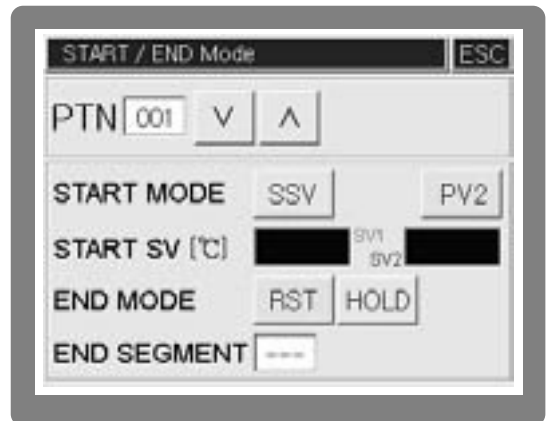 START / END Mode ESC
PTN 001 ∨ ∧
START MODE SSV PV2
START SV [℃] SV1 SV2
END MODE RST HOLD
END SEGMENT ---